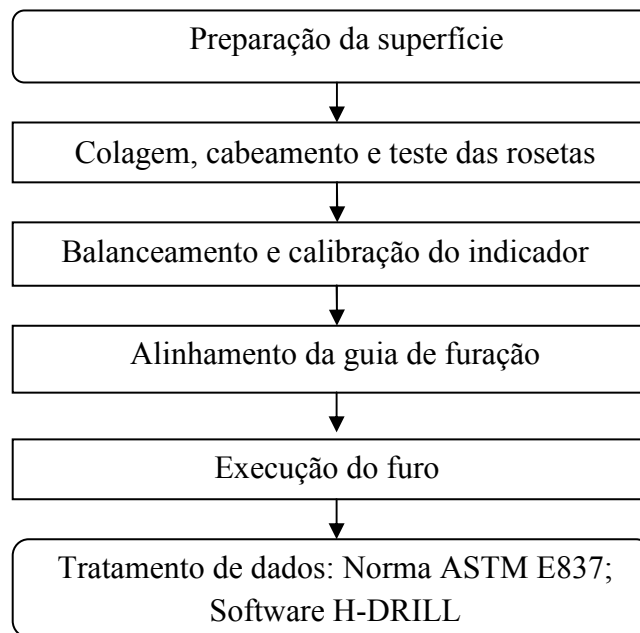 Preparação da superfície
Colagem, cabeamento e teste das rosetas
Balanceamento e calibração do indicador
Alinhamento da guia de furação
Execução do furo
Tratamento de dados: Norma ASTM E837;
Software H-DRILL